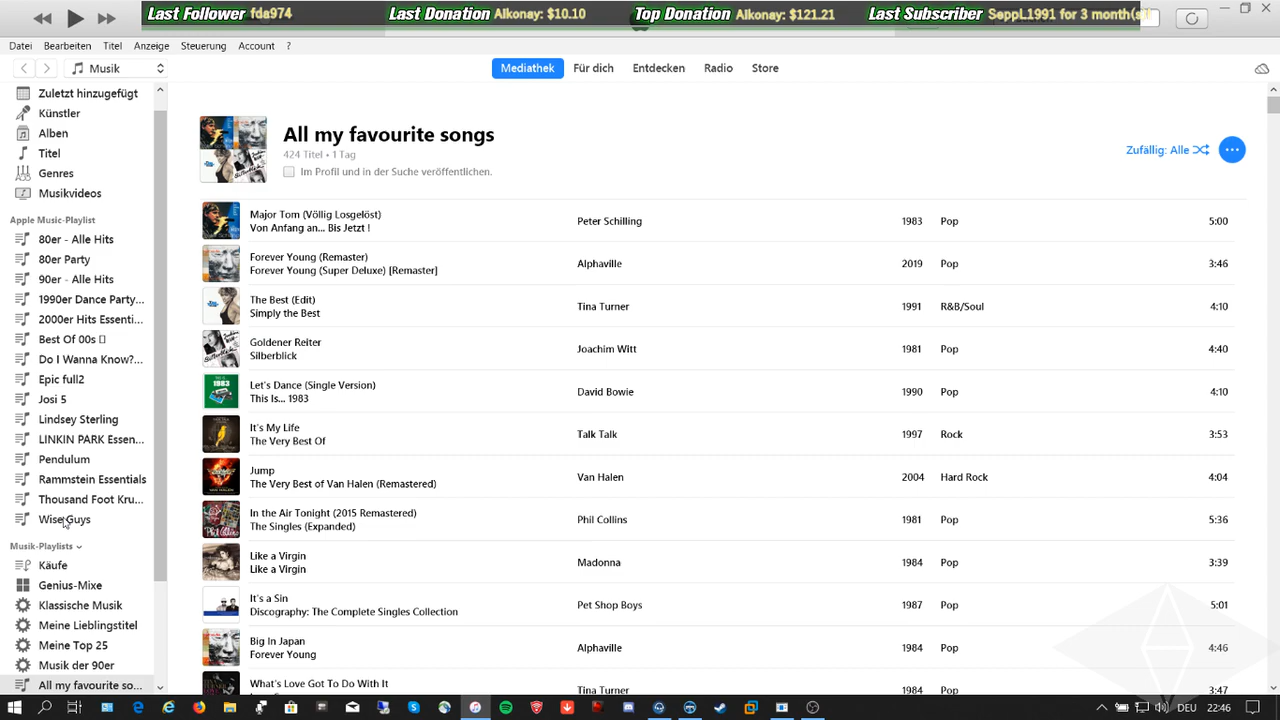 Last Follower fda974 Last Donation Alkonay: $10.10 Top Donation Alkonay: $121.21 Last Subscriber SeppL1991 for 3 month(s)
Datei Bearbeiten Titel Anzeige Steuerung Account ?
Musik
Mediathek Für dich Entdecken Radio Store
Zuletzt hinzugefügt
Künstler
Alben
Titel
Genres
Musikvideos
Apple Music-Playlist
80er - Alle Hits
80er Party
90er - Alle Hits
1990er Dance Party...
2000er Hits Essenti...
Best Of 00s
Do I Wanna Know?...
Epic full2
Josi 5
Lindsey Sterling
LINKIN PARK Essen...
Pendulum
Rammstein Essentials
Thousand Foot Kru...
Wise Guys
Musik-Playlists
Käufe
Genius-Mixe
Klassische Musik
Meine Lieblingstitel
Meine Top 25
Musik der 90er
All my favourite so...
All my favourite songs
424 Titel • 1 Tag
Im Profil und in der Suche veröffentlichen.
Zufällig: Alle
Major Tom (Völlig Losgelöst)
Von Anfang an... Bis Jetzt ! Peter Schilling 1983 Pop 5:00
Forever Young (Remaster)
Forever Young (Super Deluxe) [Remaster] Alphaville 2019 Pop 3:46
The Best (Edit)
Simply the Best Tina Turner 1991 R&B/Soul 4:10
Goldener Reiter
Silberblick Joachim Witt 1981 Pop 4:40
Let's Dance (Single Version)
This Is... 1983 David Bowie 1990 Pop 4:10
It's My Life
The Very Best Of Talk Talk 1997 Rock 3:53
Jump
The Very Best of Van Halen (Remastered) Van Halen 2004 Hard Rock 4:04
In the Air Tonight (2015 Remastered)
The Singles (Expanded) Phil Collins 1981 Pop 5:36
Like a Virgin
Like a Virgin Madonna 1984 Pop 3:39
It's a Sin
Discography: The Complete Singles Collection Pet Shop Boys 1987 Pop 5:01
Big In Japan
Forever Young Alphaville 1984 Pop 4:46
What's Love Got To Do With It
Tina Turner 1984 Pop 3:47
DEU 22:46